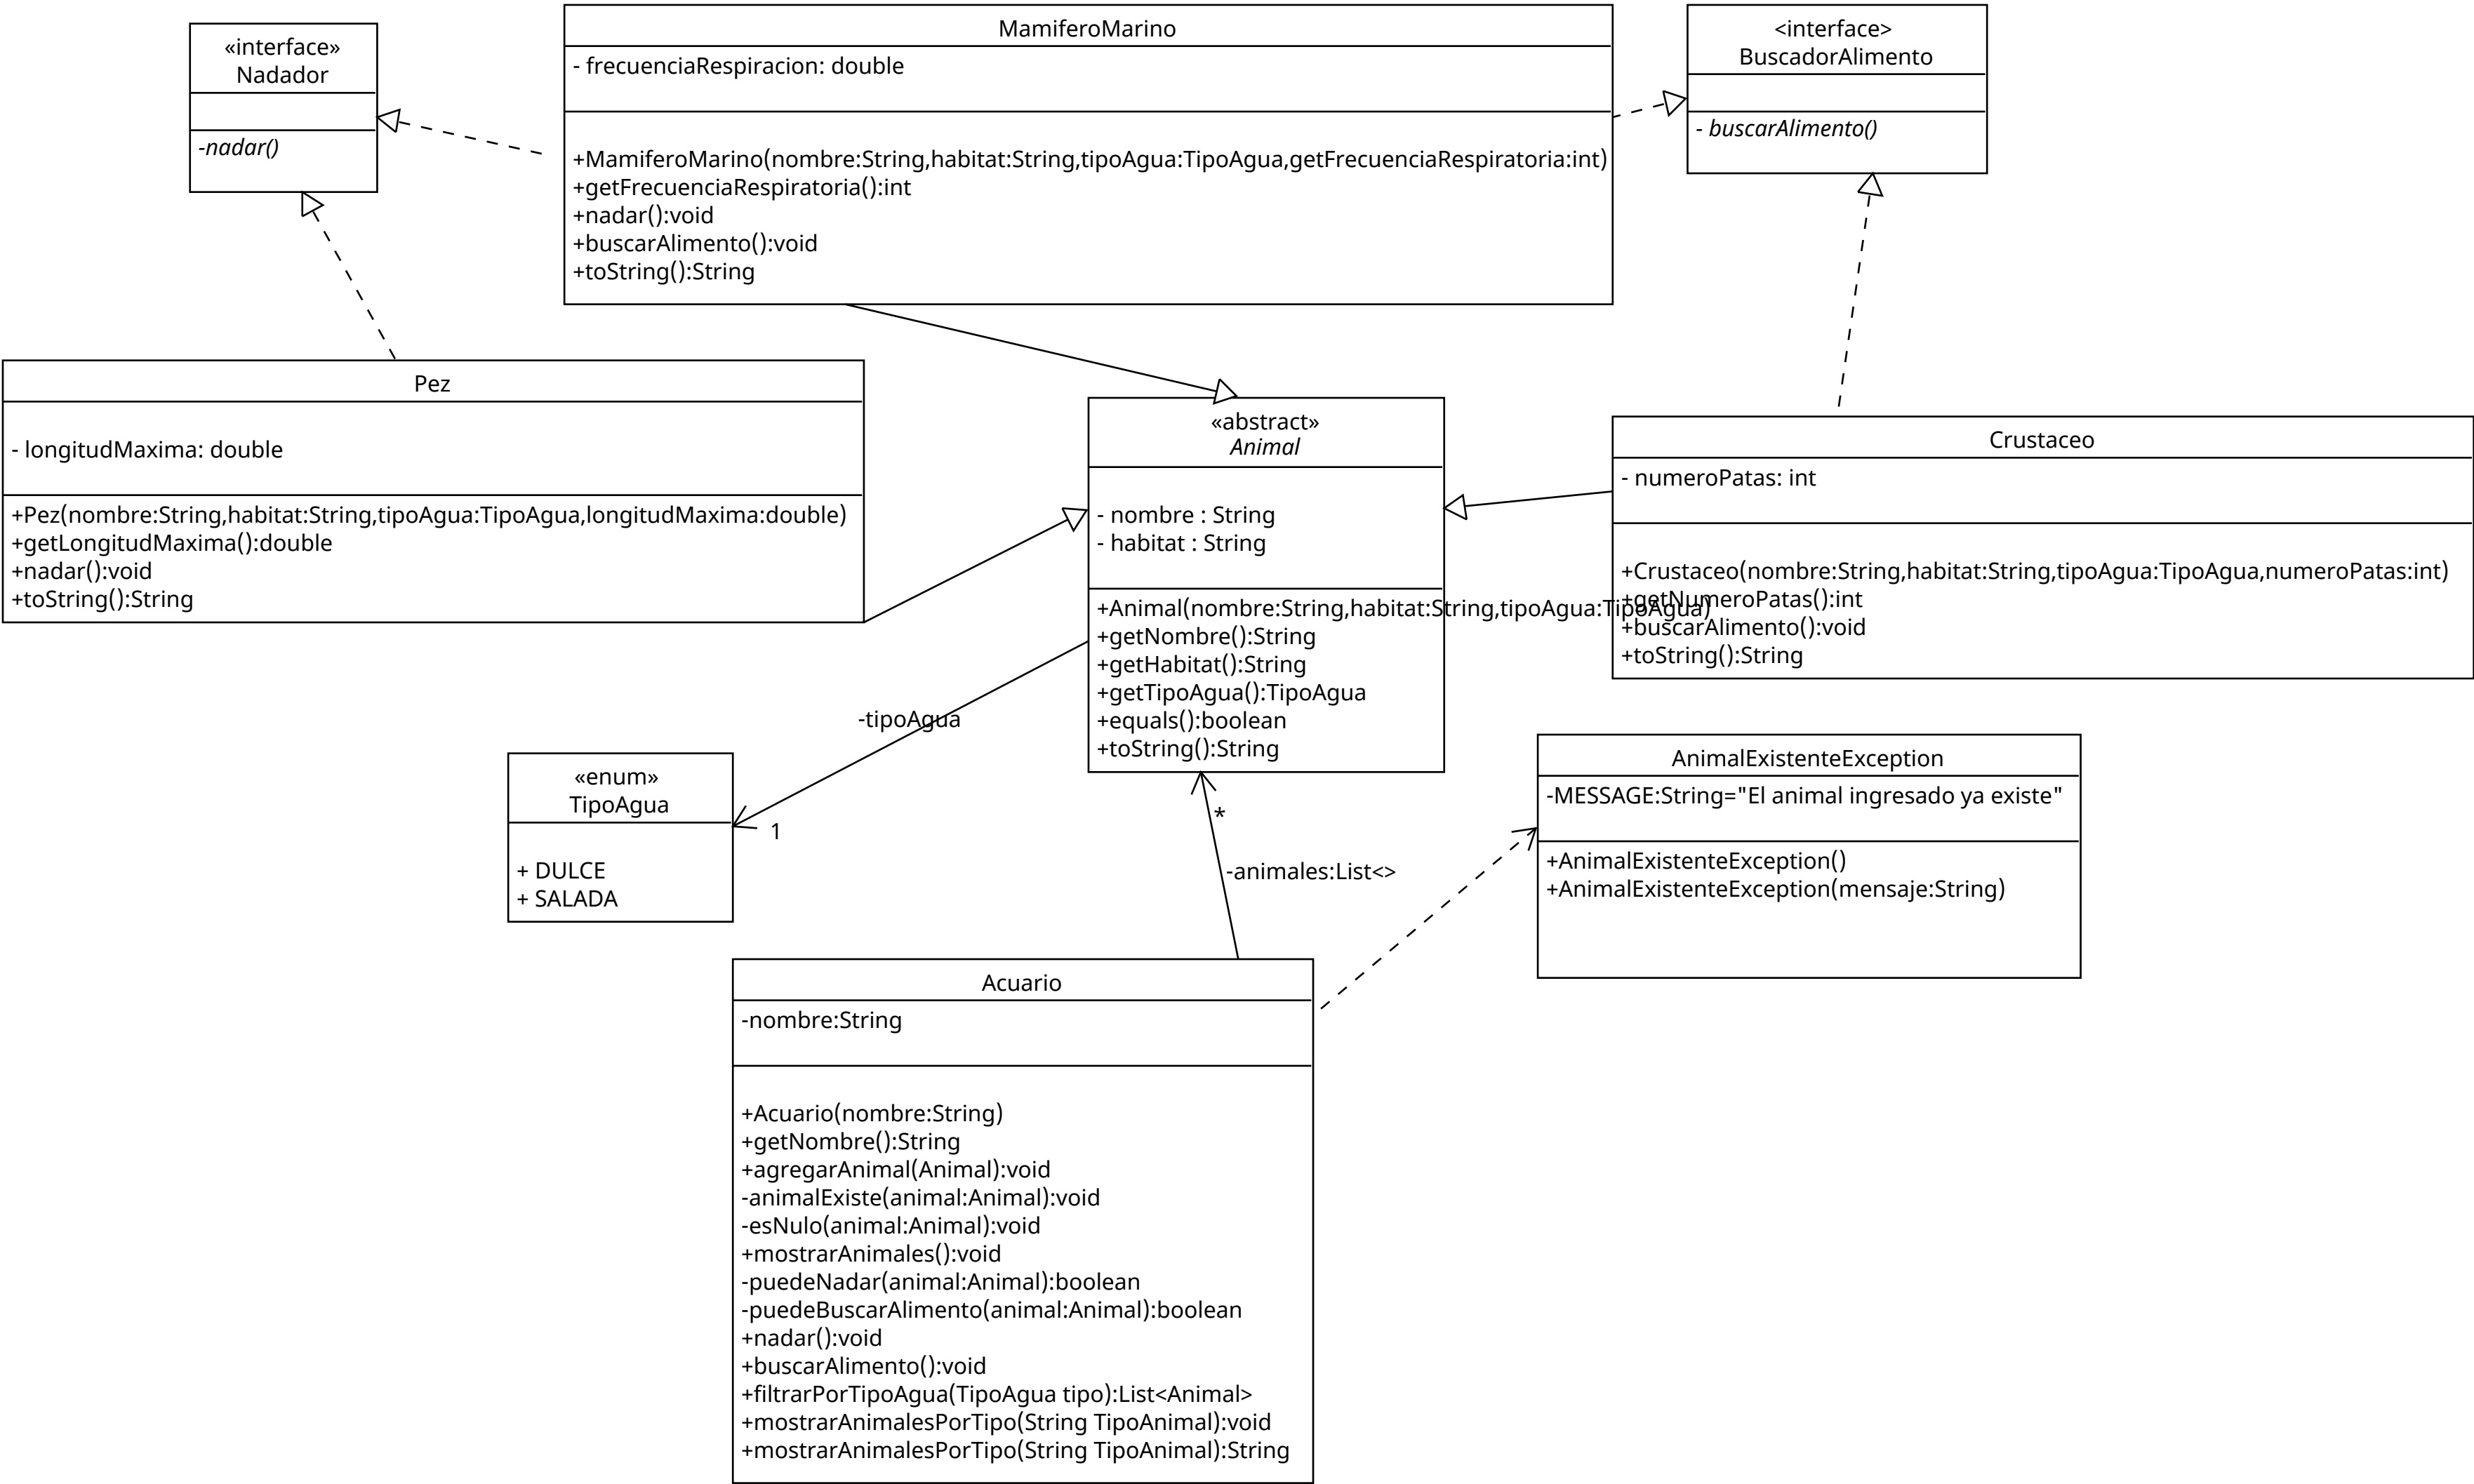 «interface»
Nadador
-nadar()
MamiferoMarino
- frecuenciaRespiracion: double
+MamiferoMarino(nombre:String,habitat:String,tipoAgua:TipoAgua,getFrecuenciaRespiratoria:int)
+getFrecuenciaRespiratoria():int
+nadar():void
+buscarAlimento():void
+toString():String
<interface>
BuscadorAlimento
- buscarAlimento()
Pez
- longitudMaxima: double
+Pez(nombre:String,habitat:String,tipoAgua:TipoAgua,longitudMaxima:double)
+getLongitudMaxima():double
+nadar():void
+toString():String
«abstract»
Animal
- nombre : String
- habitat : String
+Animal(nombre:String,habitat:String,tipoAgua:TipoAgua)
+getNombre():String
+getHabitat():String
+getTipoAgua():TipoAgua
+equals():boolean
+toString():String
Crustaceo
- numeroPatas: int
+Crustaceo(nombre:String,habitat:String,tipoAgua:TipoAgua,numeroPatas:int)
+getNumeroPatas():int
+buscarAlimento():void
+toString():String
-tipoAgua
1
«enum»
TipoAgua
+ DULCE
+ SALADA
*
-animales:List<>
AnimalExistenteException
-MESSAGE:String="El animal ingresado ya existe"
+AnimalExistenteException()
+AnimalExistenteException(mensaje:String)
Acuario
-nombre:String
+Acuario(nombre:String)
+getNombre():String
+agregarAnimal(Animal):void
-animalExiste(animal:Animal):void
-esNulo(animal:Animal):void
+mostrarAnimales():void
-puedeNadar(animal:Animal):boolean
-puedeBuscarAlimento(animal:Animal):boolean
+nadar():void
+buscarAlimento():void
+filtrarPorTipoAgua(TipoAgua tipo):List<Animal>
+mostrarAnimalesPorTipo(String TipoAnimal):void
+mostrarAnimalesPorTipo(String TipoAnimal):String